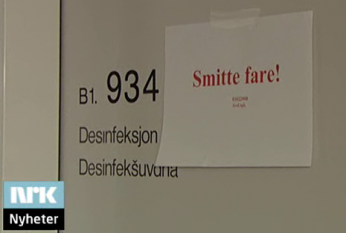 B1. 934
Desinfeksjon
Desinfekšuvdna
Smitte fare!
NRK
Nyheter